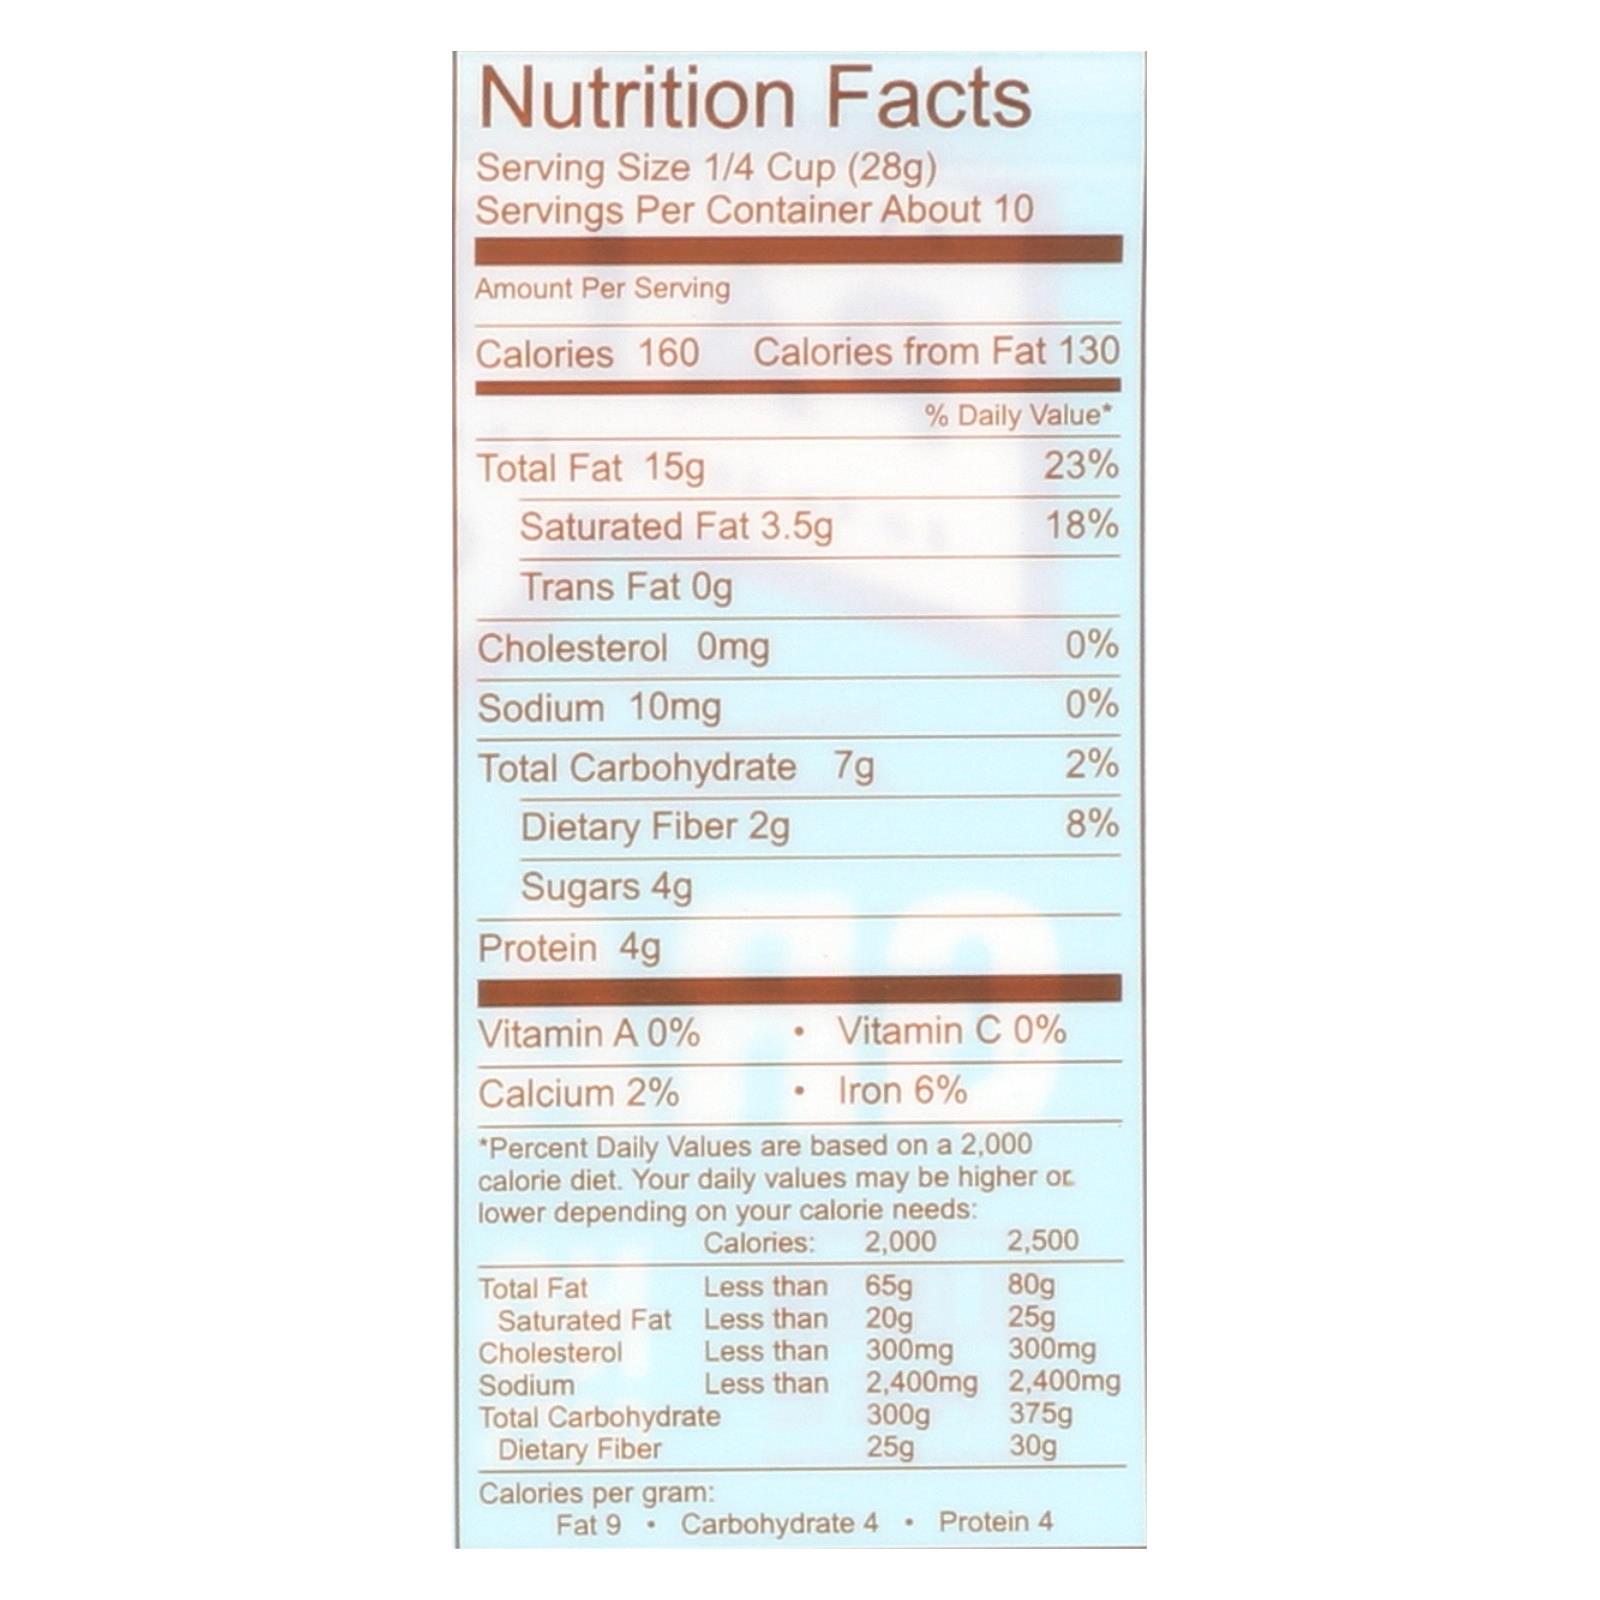 Nutrition Facts
Serving Size 1/4 Cup (28g)
Servings Per Container About 10
Amount Per Serving
Calories 160 Calories from Fat 130
% Daily Value*
Total Fat 15g 23%
Saturated Fat 3.5g 18%
Trans Fat 0g
Cholesterol 0mg 0%
Sodium 10mg 0%
Total Carbohydrate 7g 2%
Dietary Fiber 2g 8%
Sugars 4g
Protein 4g
Vitamin A 0% • Vitamin C 0%
Calcium 2% • Iron 6%
*Percent Daily Values are based on a 2,000
calorie diet. Your daily values may be higher or
lower depending on your calorie needs:
Calories: 2,000 2,500
Total Fat Less than 65g 80g
Saturated Fat Less than 20g 25g
Cholesterol Less than 300mg 300mg
Sodium Less than 2,400mg 2,400mg
Total Carbohydrate 300g 375g
Dietary Fiber 25g 30g
Calories per gram:
Fat 9 • Carbohydrate 4 • Protein 4